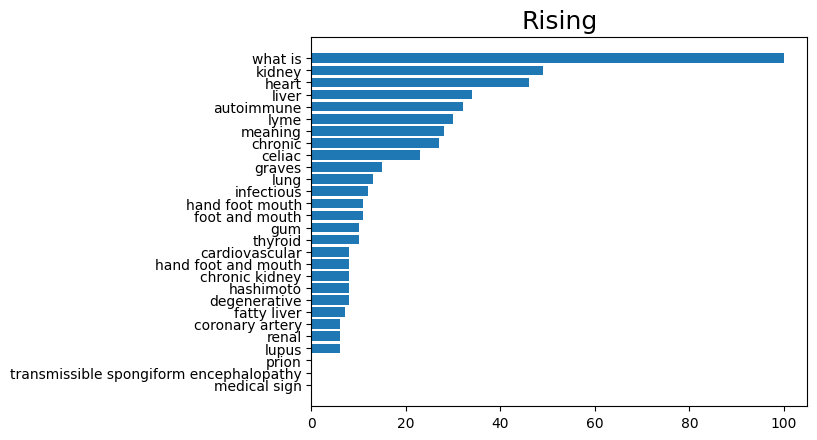 Rising
what is
kidney
heart
liver
autoimmune
lyme
meaning
chronic
celiac
graves
lung
infectious
hand foot mouth
foot and mouth
gum
thyroid
cardiovascular
hand foot and mouth
chronic kidney
hashimoto
degenerative
fatty liver
coronary artery
renal
lupus
prion
transmissible spongiform encephalopathy
medical sign
0 20 40 60 80 100